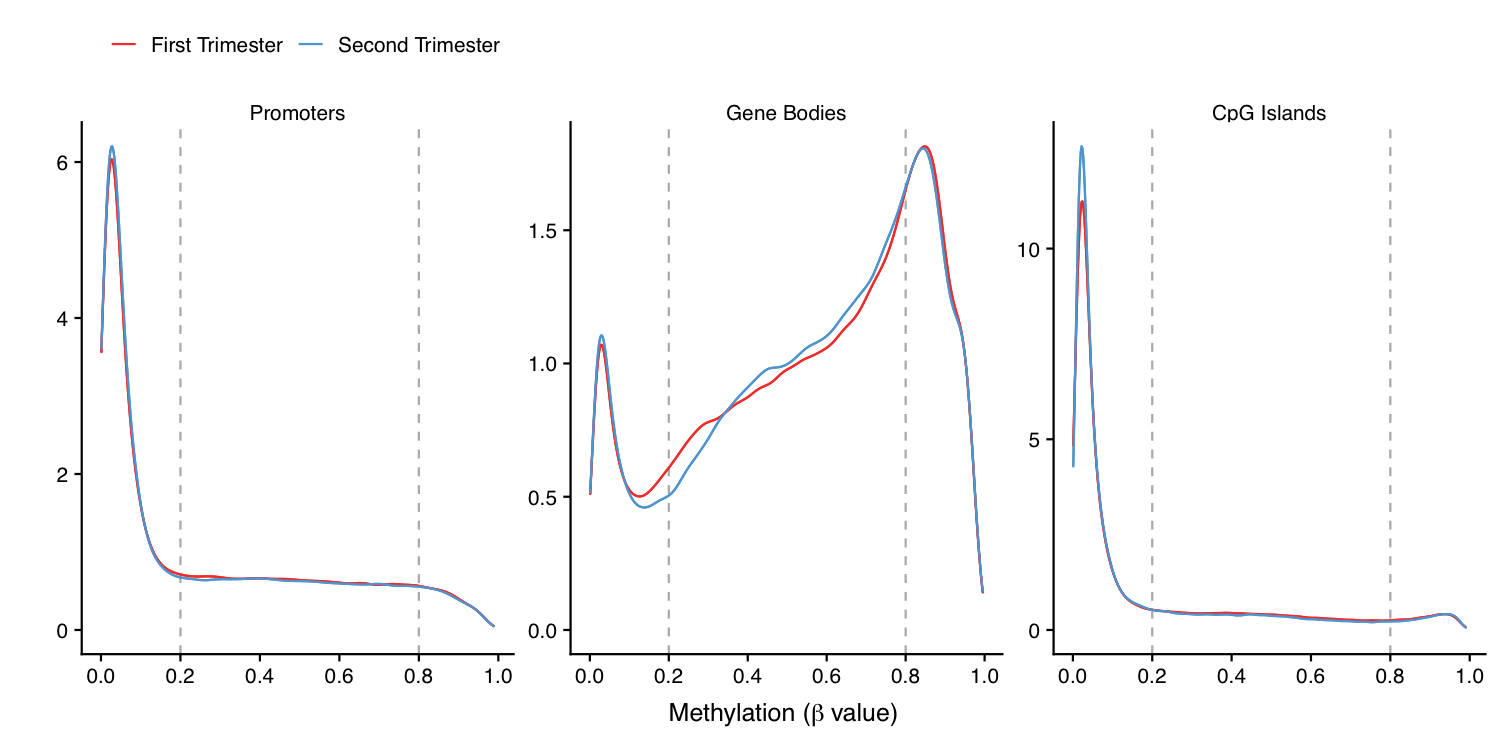 First Trimester Second Trimester
Promoters Gene Bodies CpG Islands
6
4
2
0
0.0 0.2 0.4 0.6 0.8 1.0
1.5
1.0
0.5
0.0
0.0 0.2 0.4 0.6 0.8 1.0
10
5
0
0.0 0.2 0.4 0.6 0.8 1.0
Methylation (β value)